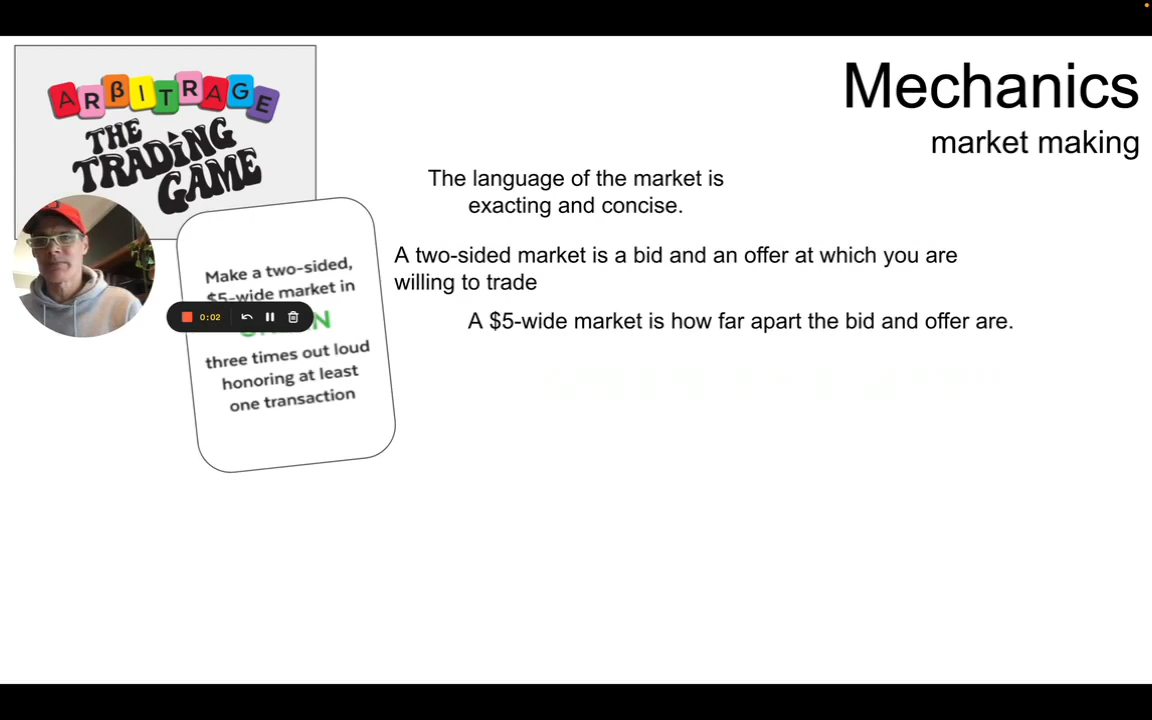 ARBITRAGE
THE
TRADiNG
GAME
Mechanics
market making
The language of the market is
exacting and concise.
A two-sided market is a bid and an offer at which you are
willing to trade
A $5-wide market is how far apart the bid and offer are.
Make a two-sided,
$5-wide market in
0:02
three times out loud
honoring at least
one transaction